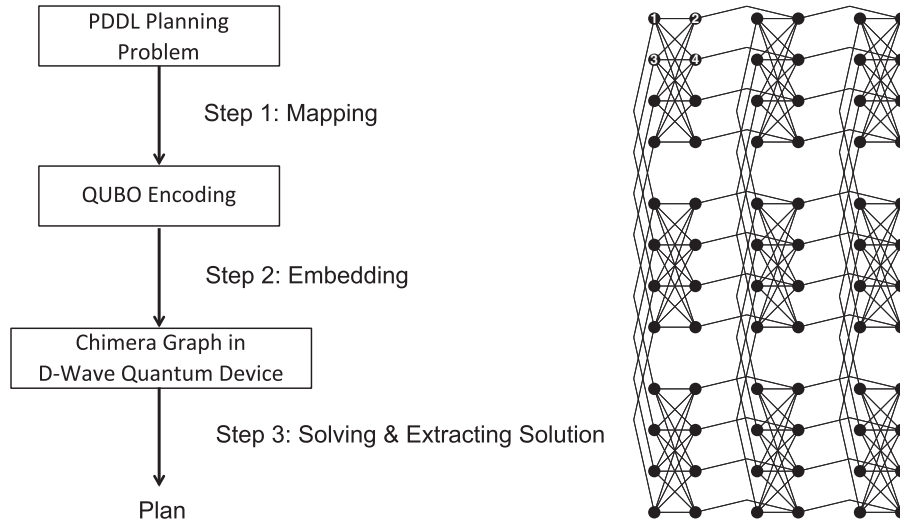 PDDL Planning
Problem
Step 1: Mapping
QUBO Encoding
Step 2: Embedding
Chimera Graph in
D-Wave Quantum Device
Step 3: Solving & Extracting Solution
Plan
1 2
3 4